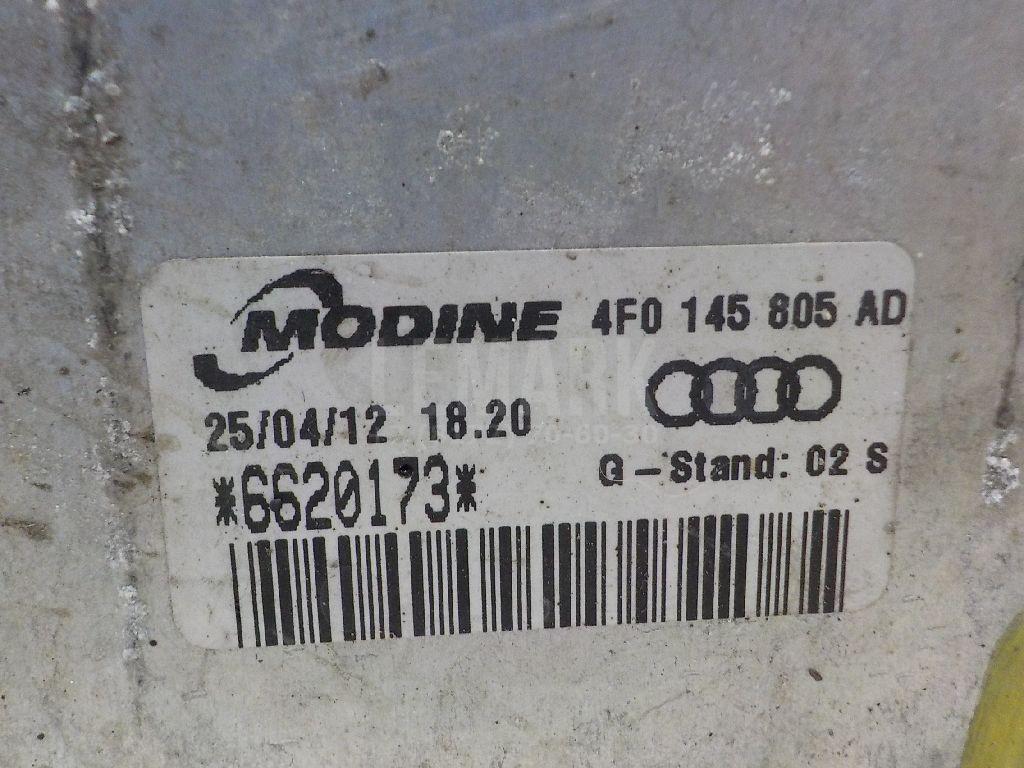 MODINE 4F0 145 805 AD
25/04/12 18.20
Q – Stand: 02 S
*6620173*